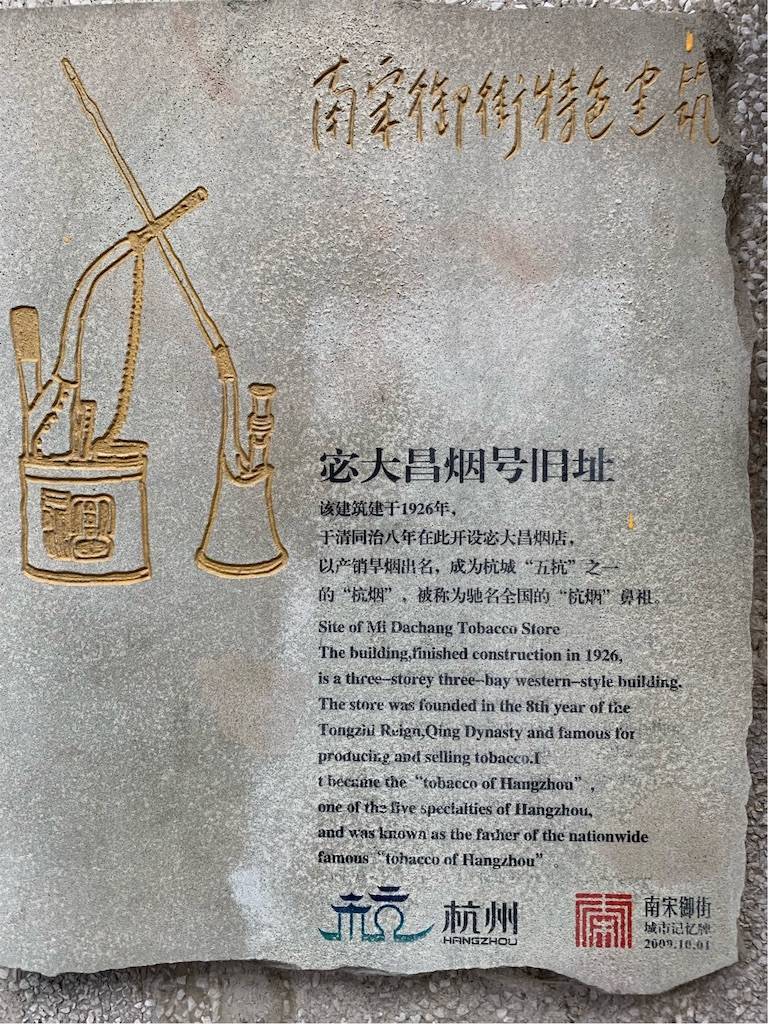 南宋御街特色建筑
烟
宓大昌烟号旧址
该建筑建于1926年，
于清同治八年在此开设宓大昌烟店，
以产销旱烟出名，成为杭城“五杭”之一
的“杭烟”、被称为驰名全国的“杭烟”鼻祖。
Site of Mi Dachang Tobacco Store
The building,finished construction in 1926,
is a three-storey three-bay western-style building.
The store was founded in the 8th year of the
Tongzhi Reign,Qing Dynasty and famous for
producing and selling tobacco.I
t became the “tobacco of Hangzhou”,
one of the five specialties of Hangzhou,
and was known as the father of the nationwide
famous “tobacco of Hangzhou”。
杭州
HANGZHOU
南宋御街
城市记忆牌
2009.10.01